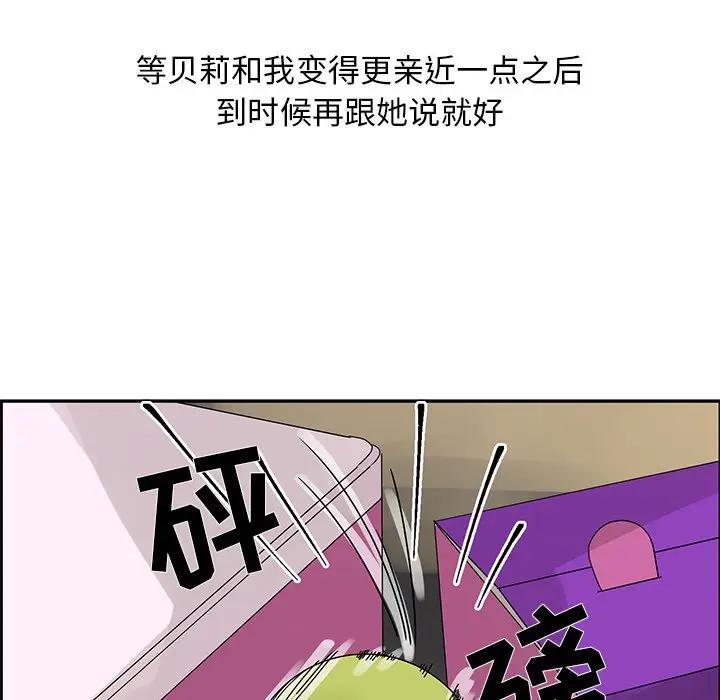 等贝莉和我变得更亲近一点之后
到时候再跟她说就好
砰
磅